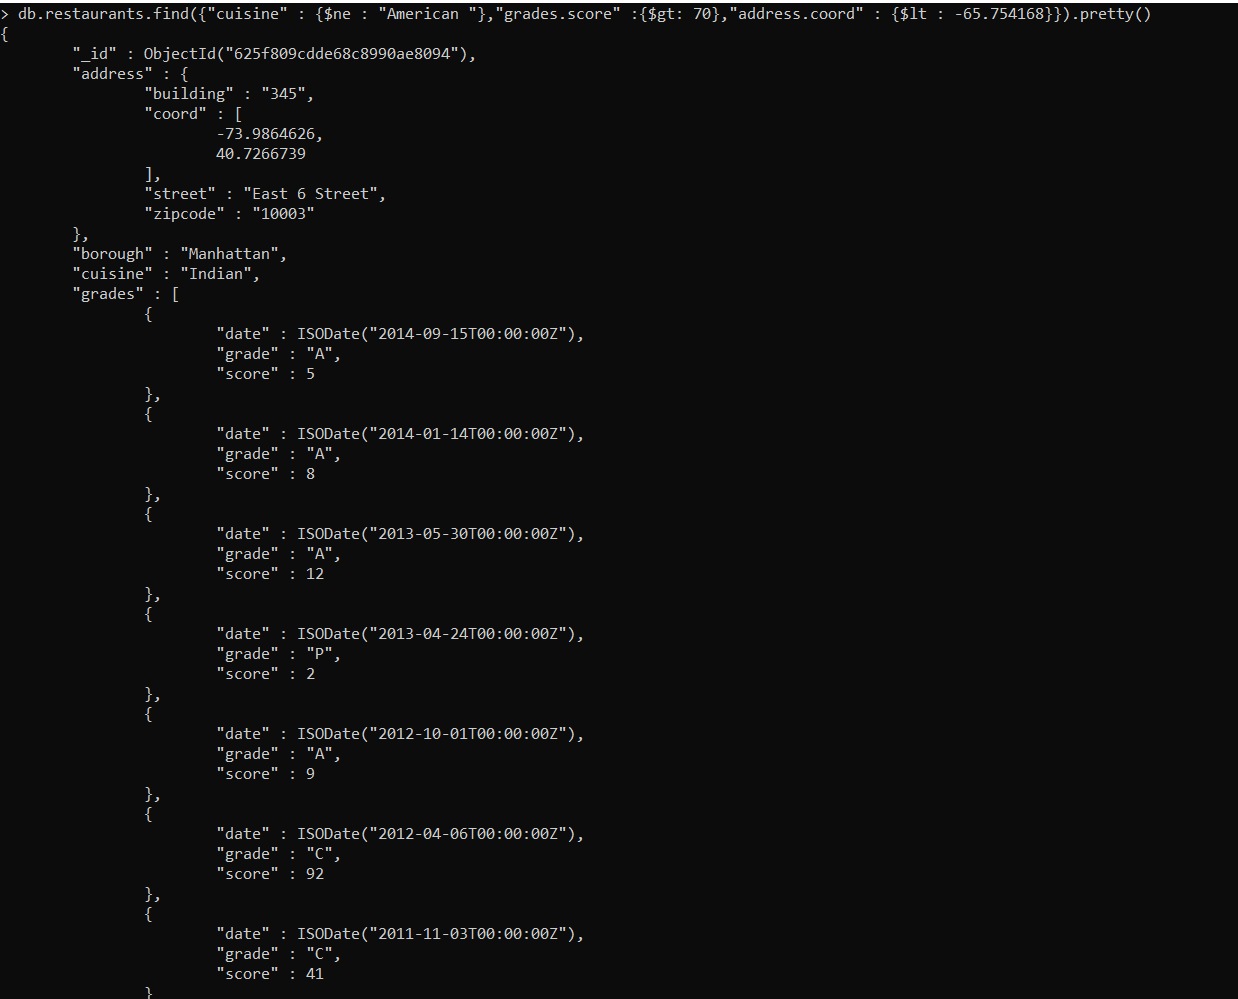 > db.restaurants.find({"cuisine" : {$ne : "American "},"grades.score" :{$gt: 70},"address.coord" : {$lt : -65.754168}}).pretty()
{
        "_id" : ObjectId("625f809cdde68c8990ae8094"),
        "address" : {
                "building" : "345",
                "coord" : [
                        -73.9864626,
                        40.7266739
                ],
                "street" : "East 6 Street",
                "zipcode" : "10003"
        },
        "borough" : "Manhattan",
        "cuisine" : "Indian",
        "grades" : [
                {
                        "date" : ISODate("2014-09-15T00:00:00Z"),
                        "grade" : "A",
                        "score" : 5
                },
                {
                        "date" : ISODate("2014-01-14T00:00:00Z"),
                        "grade" : "A",
                        "score" : 8
                },
                {
                        "date" : ISODate("2013-05-30T00:00:00Z"),
                        "grade" : "A",
                        "score" : 12
                },
                {
                        "date" : ISODate("2013-04-24T00:00:00Z"),
                        "grade" : "P",
                        "score" : 2
                },
                {
                        "date" : ISODate("2012-10-01T00:00:00Z"),
                        "grade" : "A",
                        "score" : 9
                },
                {
                        "date" : ISODate("2012-04-06T00:00:00Z"),
                        "grade" : "C",
                        "score" : 92
                },
                {
                        "date" : ISODate("2011-11-03T00:00:00Z"),
                        "grade" : "C",
                        "score" : 41
                }